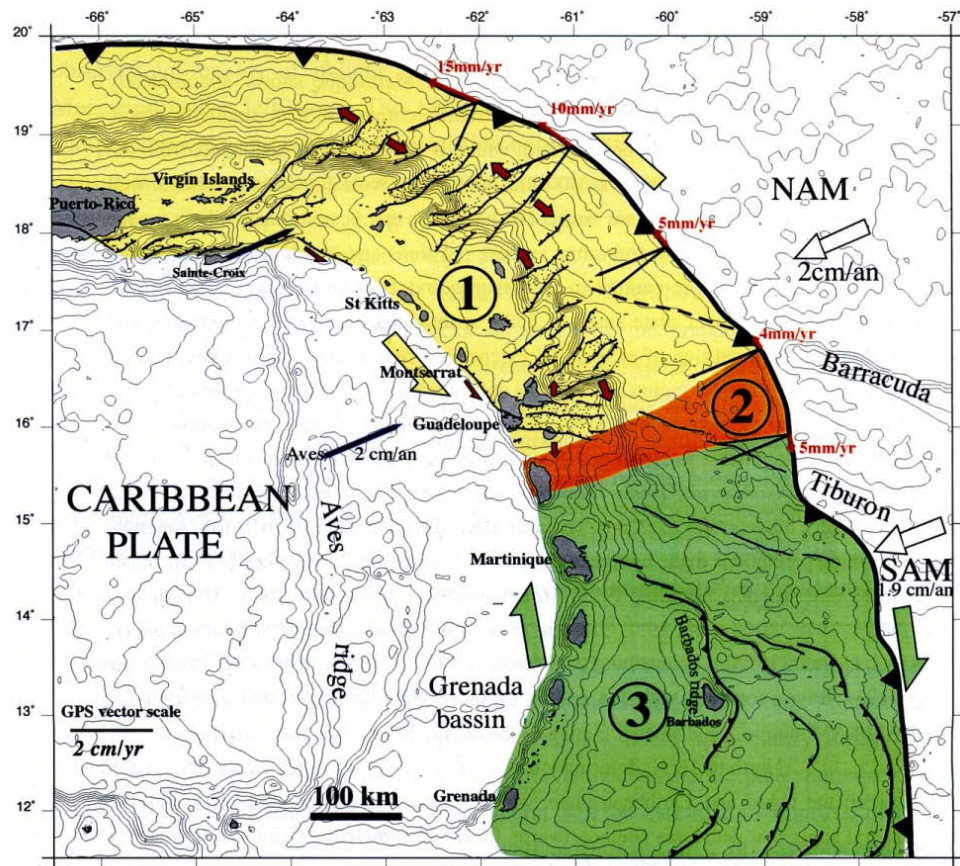 -66° -65° -64° -63° -62° -61° -60° -59° -58° -57°
20°
15mm/yr
10mm/yr
19°
Virgin Islands
NAM
Puerto-Rico
5mm/yr
18°
Sainte-Croix
2cm/an
1
St Kitts
17°
4mm/yr
Barracuda
Montserrat
2
16°
Guadeloupe
Aves
2 cm/an
5mm/yr
CARIBBEAN
PLATE
Tiburon
15°
Aves
ridge
Martinique
SAM
1.9 cm/an
14°
Barbados ridge
Grenada
bassin
3
Barbados
13°
GPS vector scale
2 cm/yr
12°
Grenada
100 km